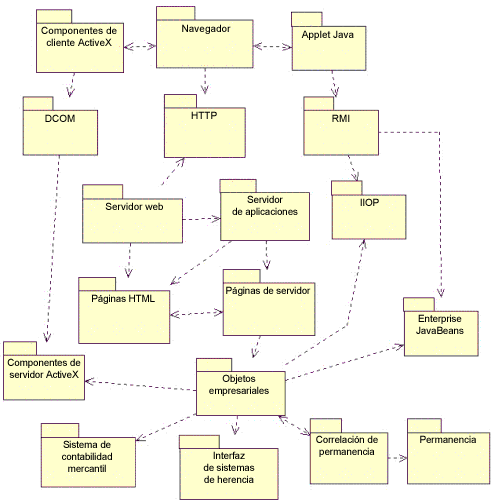 Componentes de
cliente ActiveX
Navegador
Applet Java
DCOM
HTTP
RMI
Servidor web
Servidor
de aplicaciones
IIOP
Páginas HTML
Páginas de servidor
Enterprise
JavaBeans
Componentes de
servidor ActiveX
Objetos
empresariales
Sistema de
contabilidad
mercantil
Interfaz
de sistemas
de herencia
Correlación de
permanencia
Permanencia